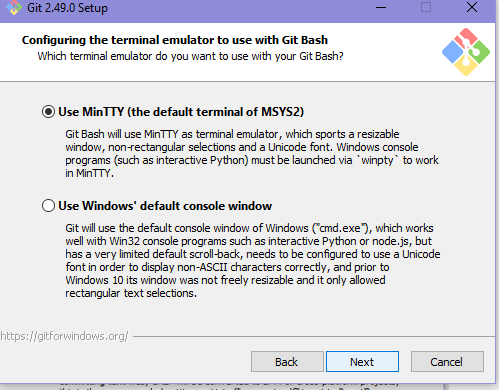 Git 2.49.0 Setup
Configuring the terminal emulator to use with Git Bash
Which terminal emulator do you want to use with your Git Bash?
Use MinTTY (the default terminal of MSYS2)
Git Bash will use MinTTY as terminal emulator, which sports a resizable
window, non-rectangular selections and a Unicode font. Windows console
programs (such as interactive Python) must be launched via `winpty` to work
in MinTTY.
Use Windows' default console window
Git will use the default console window of Windows ("cmd.exe"), which works
well with Win32 console programs such as interactive Python or node.js, but
has a very limited default scroll-back, needs to be configured to use a Unicode
font in order to display non-ASCII characters correctly, and prior to
Windows 10 its window was not freely resizable and it only allowed
rectangular text selections.
https://gitforwindows.org/
Back
Next
Cancel